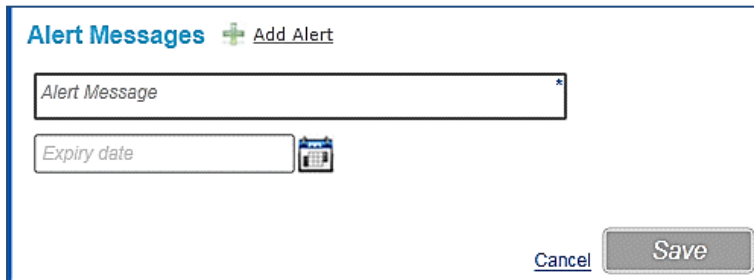 Alert Messages Add Alert
Alert Message *
Expiry date
Cancel Save